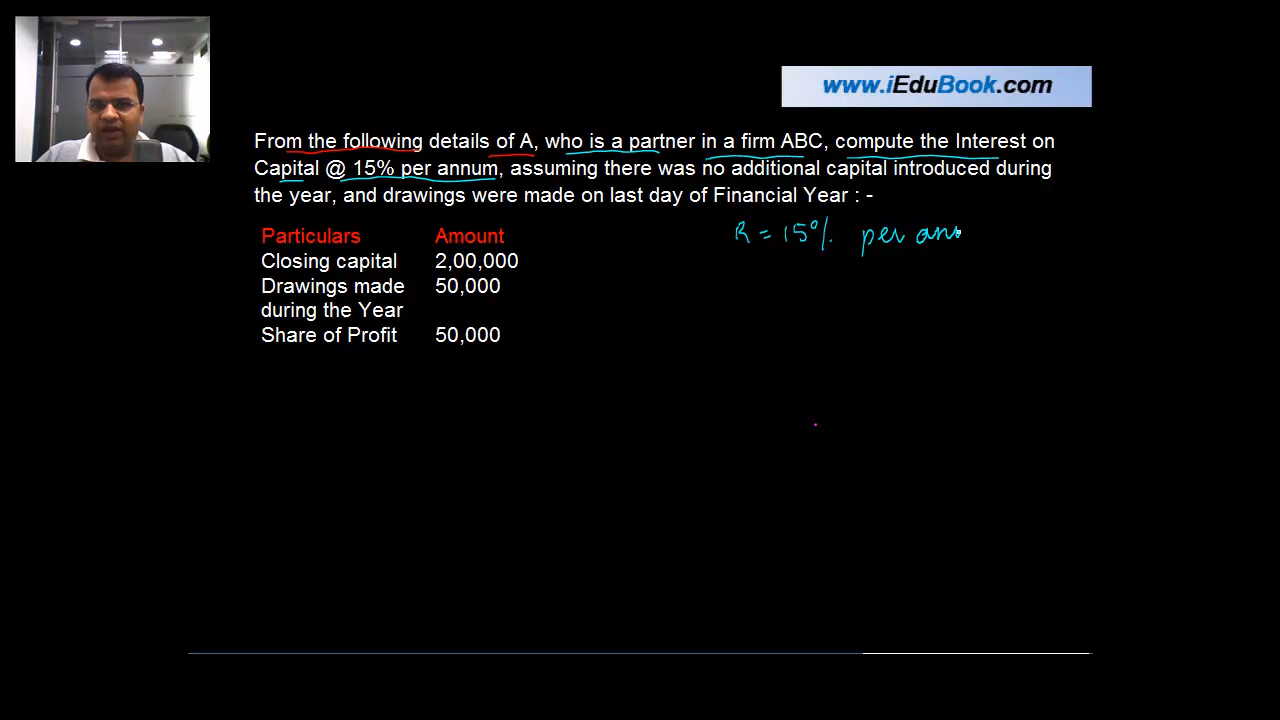 www.iEduBook.com
From the following details of A, who is a partner in a firm ABC, compute the Interest on
Capital @ 15% per annum, assuming there was no additional capital introduced during
the year, and drawings were made on last day of Financial Year : -
R = 15% per ann
Particulars Amount
Closing capital 2,00,000
Drawings made 50,000
during the Year
Share of Profit 50,000